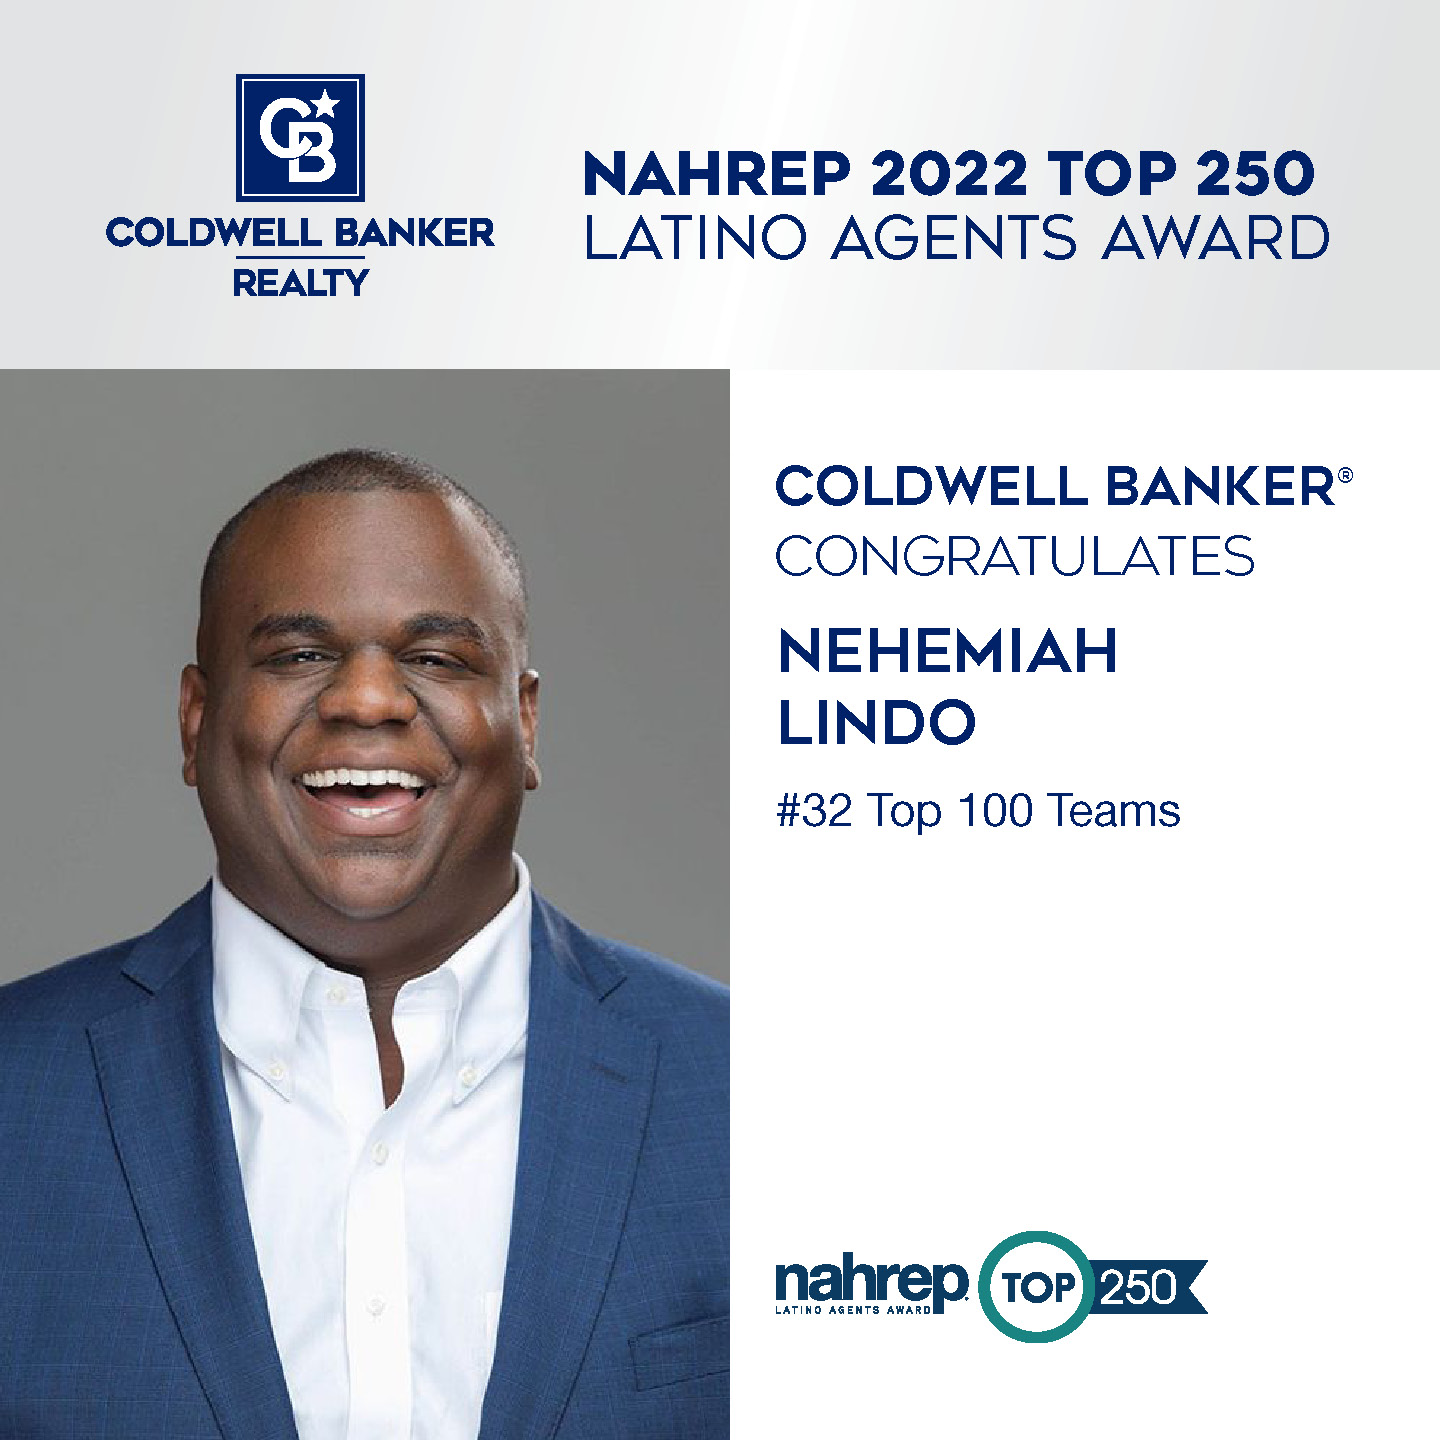 CB
COLDWELL BANKER
REALTY
NAHREP 2022 TOP 250
LATINO AGENTS AWARD
COLDWELL BANKER®
CONGRATULATES
NEHEMIAH
LINDO
#32 Top 100 Teams
nahrep.
LATINO AGENTS AWARD
TOP 250